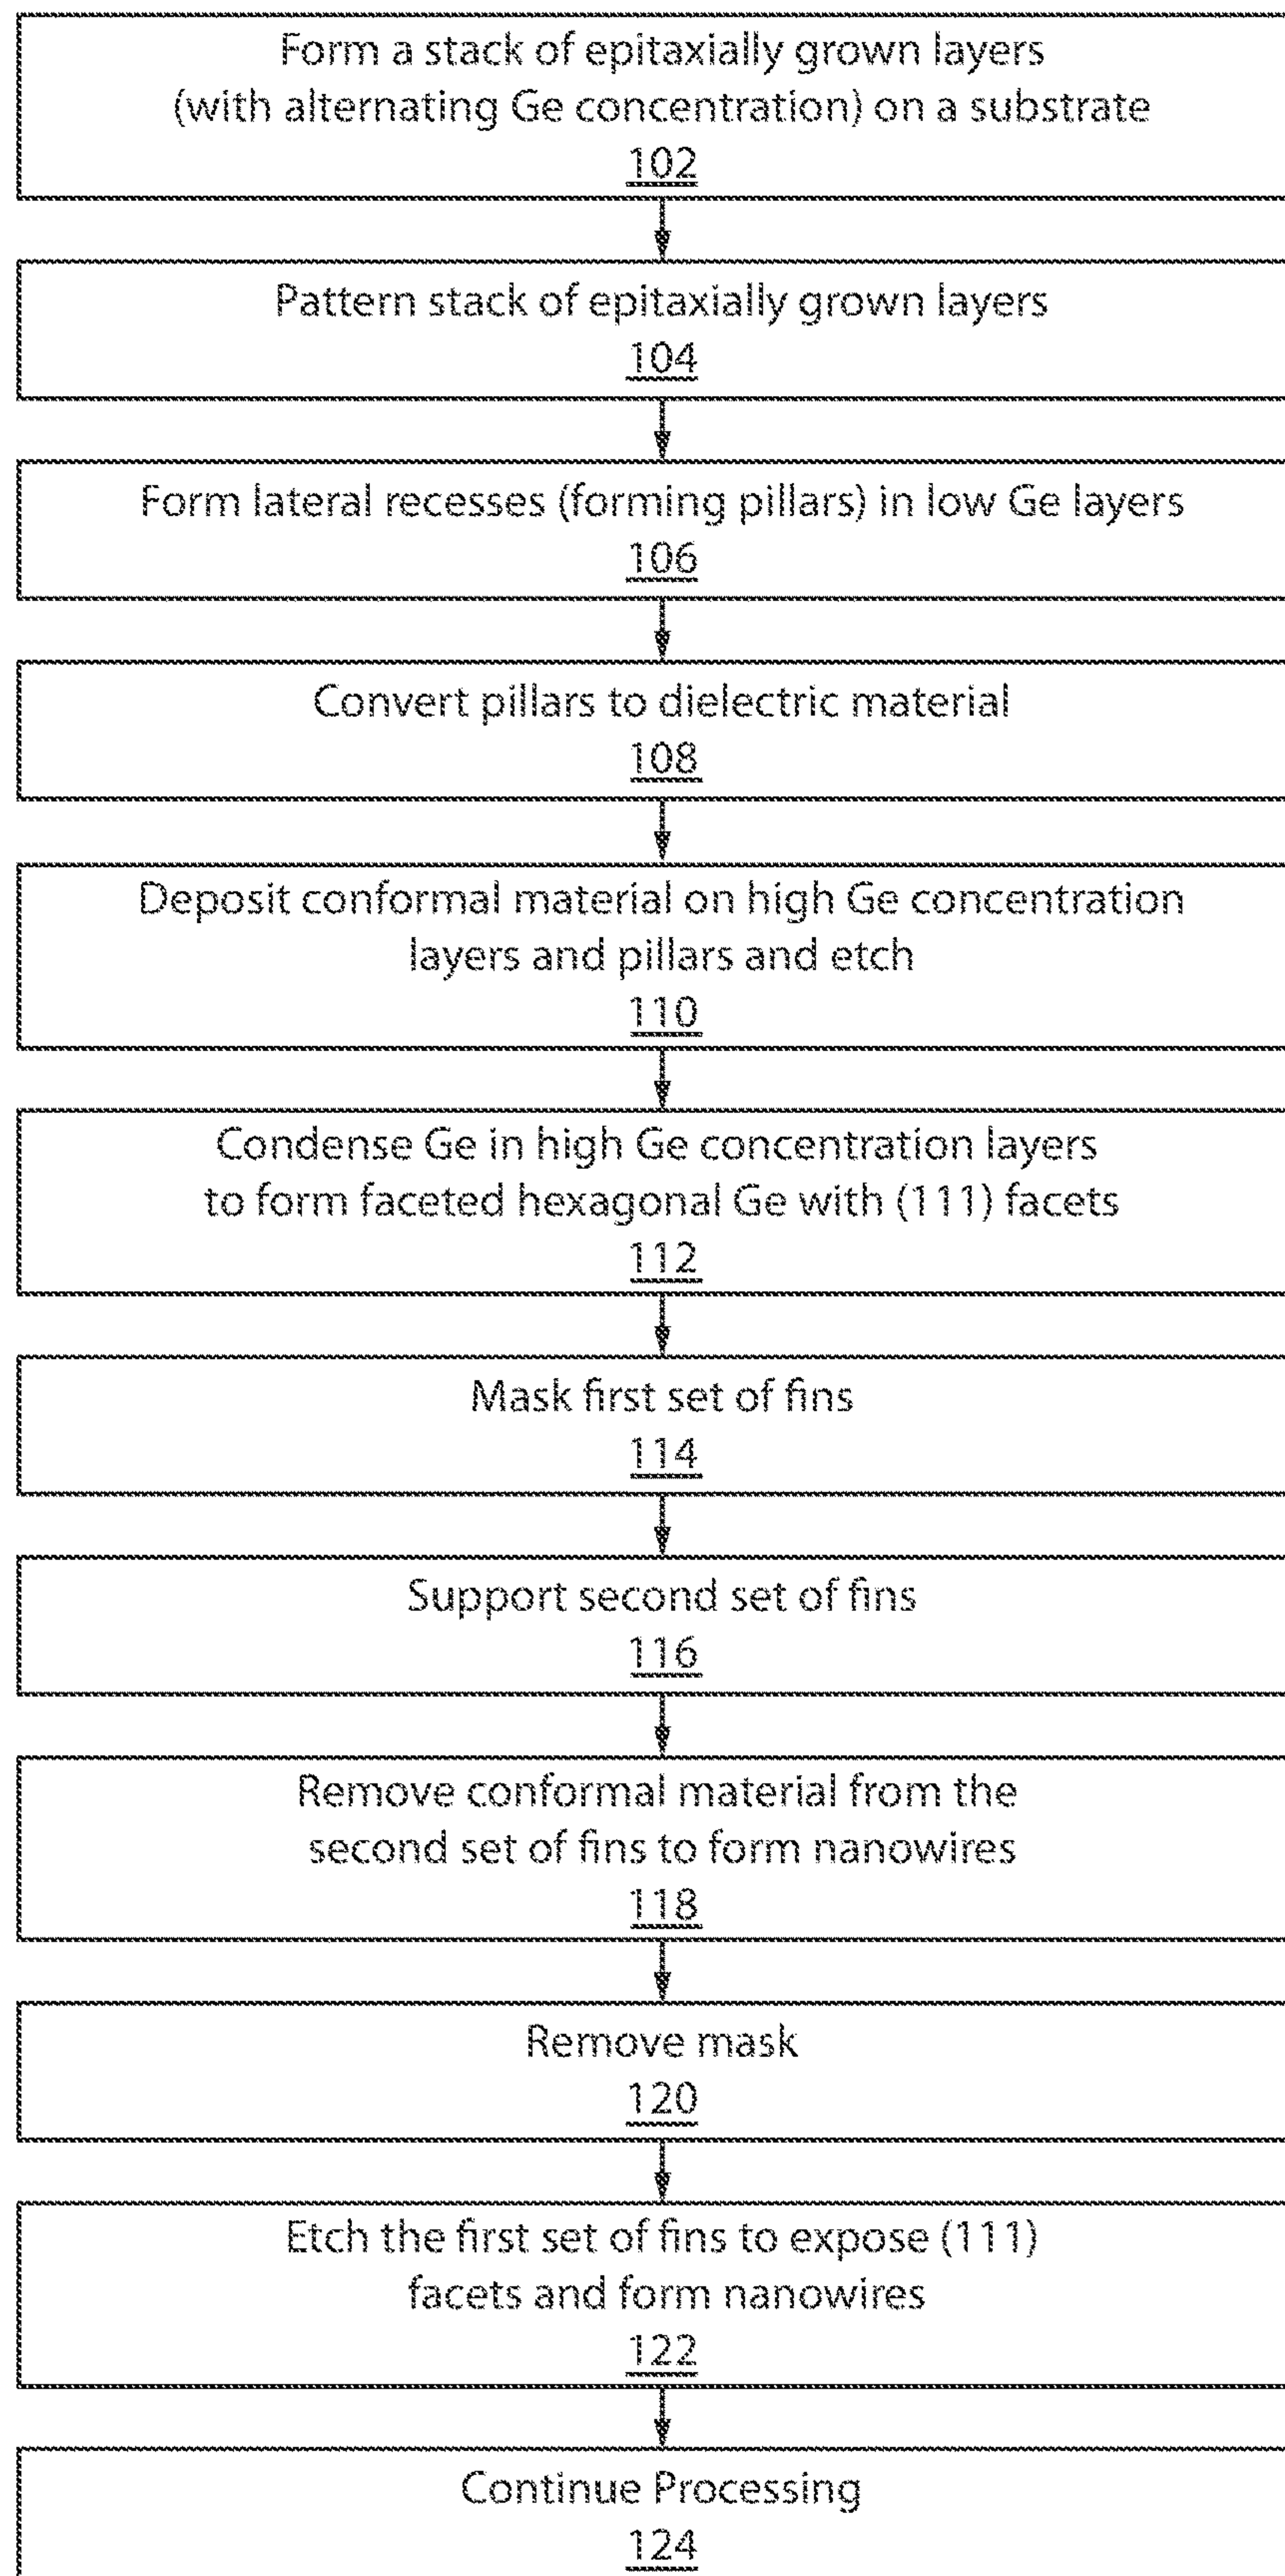 Form a stack of epitaxially grown layers
(with alternating Ge concentration) on a substrate
102
Pattern stack of epitaxially grown layers
104
Form lateral recesses (forming pillars) in low Ge layers
106
Convert pillars to dielectric material
108
Deposit conformal material on high Ge concentration
layers and pillars and etch
110
Condense Ge in high Ge concentration layers
to form faceted hexagonal Ge with (111) facets
112
Mask first set of fins
114
Support second set of fins
116
Remove conformal material from the
second set of fins to form nanowires
118
Remove mask
120
Etch the first set of fins to expose (111)
facets and form nanowires
122
Continue Processing
124